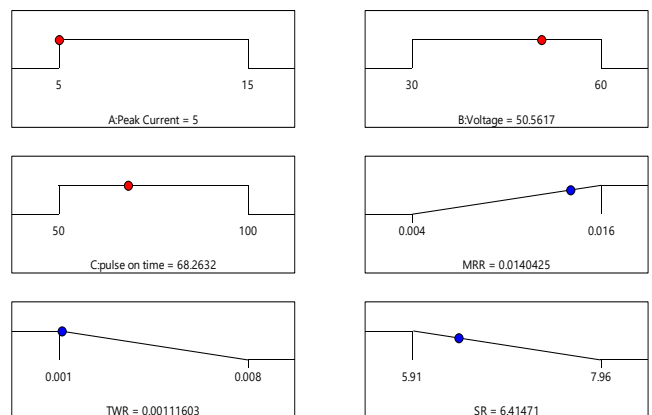 5 15
A:Peak Current = 5
30 60
B:Voltage = 50.5617
50 100
C:pulse on time = 68.2632
0.004 0.016
MRR = 0.0140425
0.001 0.008
TWR = 0.00111603
5.91 7.96
SR = 6.41471